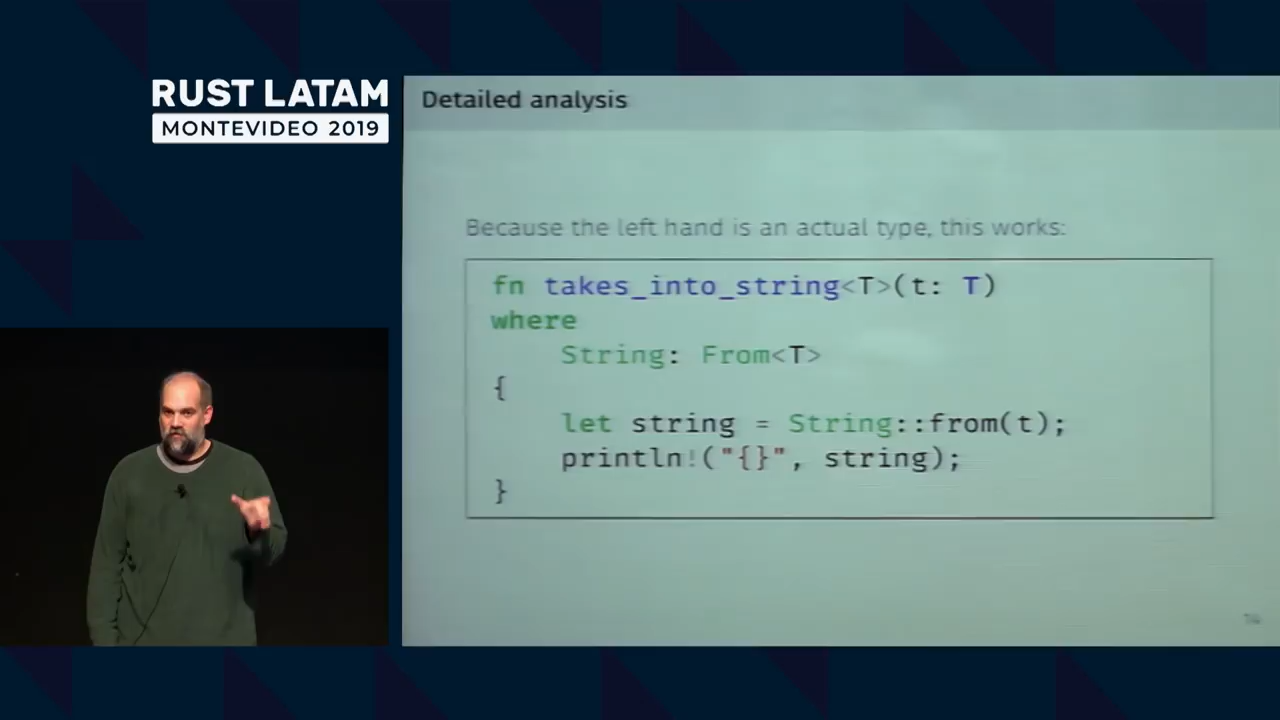 RUST LATAM
MONTEVIDEO 2019
Detailed analysis
Because the left hand is an actual type, this works:
fn takes_into_string<T>(t: T)
where
    String: From<T>
{
    let string = String::from(t);
    println!("{}", string);
}